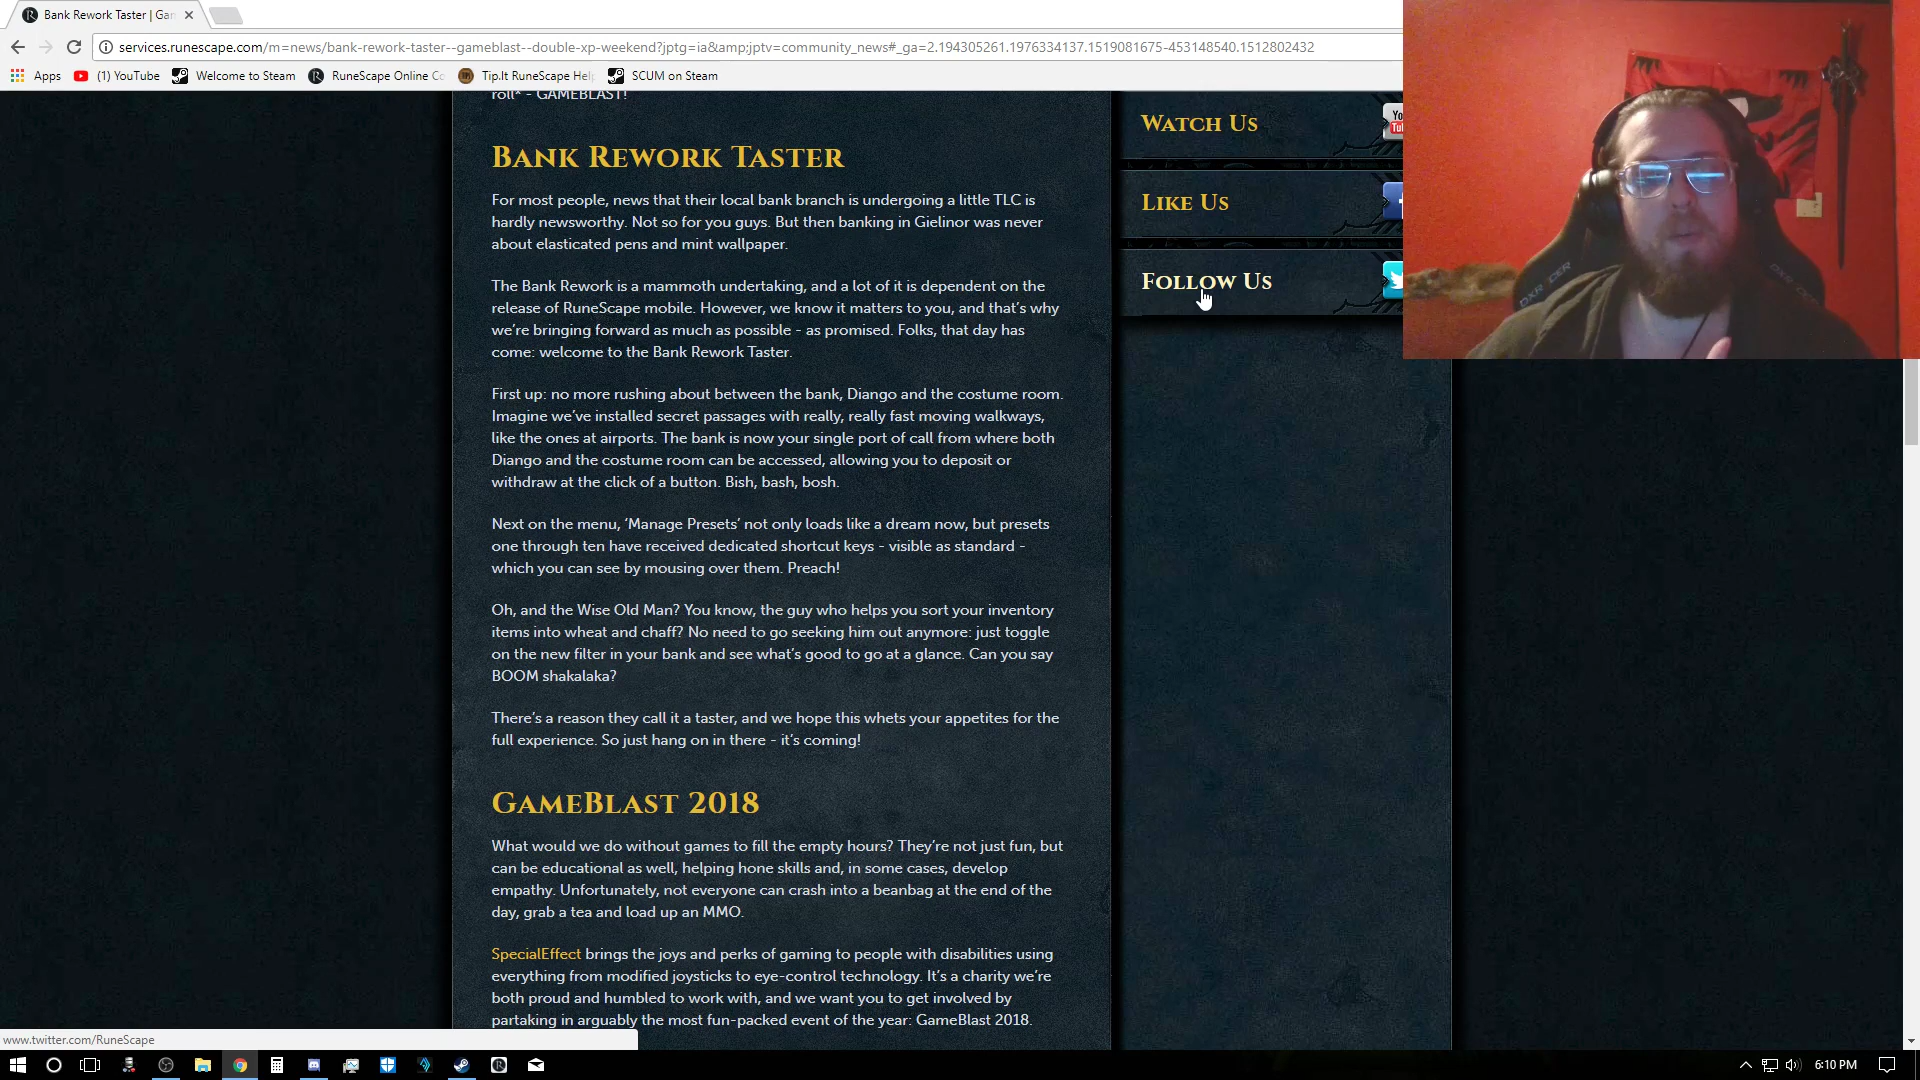 Bank Rework Taster | Gam
services.runescape.com/m=news/bank-rework-taster--gameblast--double-xp-weekend?jptg=ia&amp;jptv=community_news#_ga=2.194305261.1976334137.1519081675-453148540.1512802432
Apps (1) YouTube Welcome to Steam RuneScape Online Co Tip.It RuneScape Help SCUM on Steam
roll* - GAMEBLAST!
Bank Rework Taster
For most people, news that their local bank branch is undergoing a little TLC is
hardly newsworthy. Not so for you guys. But then banking in Gielinor was never
about elasticated pens and mint wallpaper.
The Bank Rework is a mammoth undertaking, and a lot of it is dependent on the
release of RuneScape mobile. However, we know it matters to you, and that's why
we're bringing forward as much as possible - as promised. Folks, that day has
come: welcome to the Bank Rework Taster.
First up: no more rushing about between the bank, Diango and the costume room.
Imagine we've installed secret passages with really, really fast moving walkways,
like the ones at airports. The bank is now your single port of call from where both
Diango and the costume room can be accessed, allowing you to deposit or
withdraw at the click of a button. Bish, bash, bosh.
Next on the menu, 'Manage Presets' not only loads like a dream now, but presets
one through ten have received dedicated shortcut keys - visible as standard -
which you can see by mousing over them. Preach!
Oh, and the Wise Old Man? You know, the guy who helps you sort your inventory
items into wheat and chaff? No need to go seeking him out anymore: just toggle
on the new filter in your bank and see what's good to go at a glance. Can you say
BOOM shakalaka?
There's a reason they call it a taster, and we hope this whets your appetites for the
full experience. So just hang on in there - it's coming!
GameBlast 2018
What would we do without games to fill the empty hours? They're not just fun, but
can be educational as well, helping hone skills and, in some cases, develop
empathy. Unfortunately, not everyone can crash into a beanbag at the end of the
day, grab a tea and load up an MMO.
SpecialEffect brings the joys and perks of gaming to people with disabilities using
everything from modified joysticks to eye-control technology. It's a charity we're
both proud and humbled to work with, and we want you to get involved by
partaking in arguably the most fun-packed event of the year: GameBlast 2018.
Watch Us
You
Like Us
Follow Us
DXRACER
www.twitter.com/RuneScape
6:10 PM